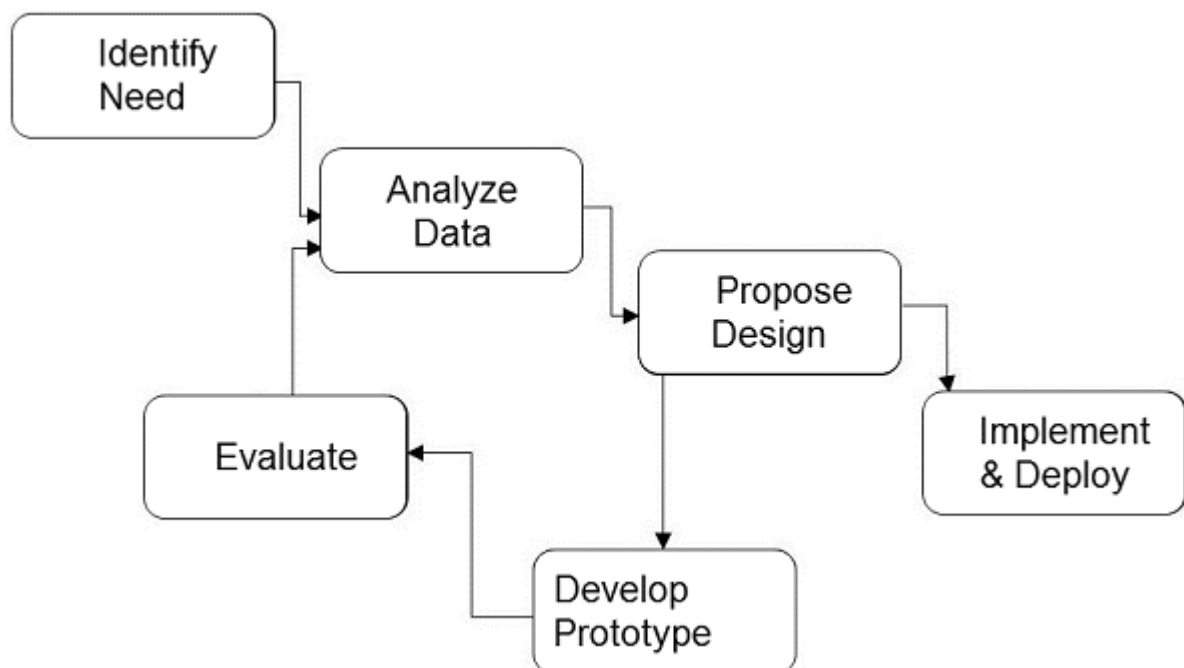 Identify
Need
Analyze
Data
Propose
Design
Implement
& Deploy
Evaluate
Develop
Prototype